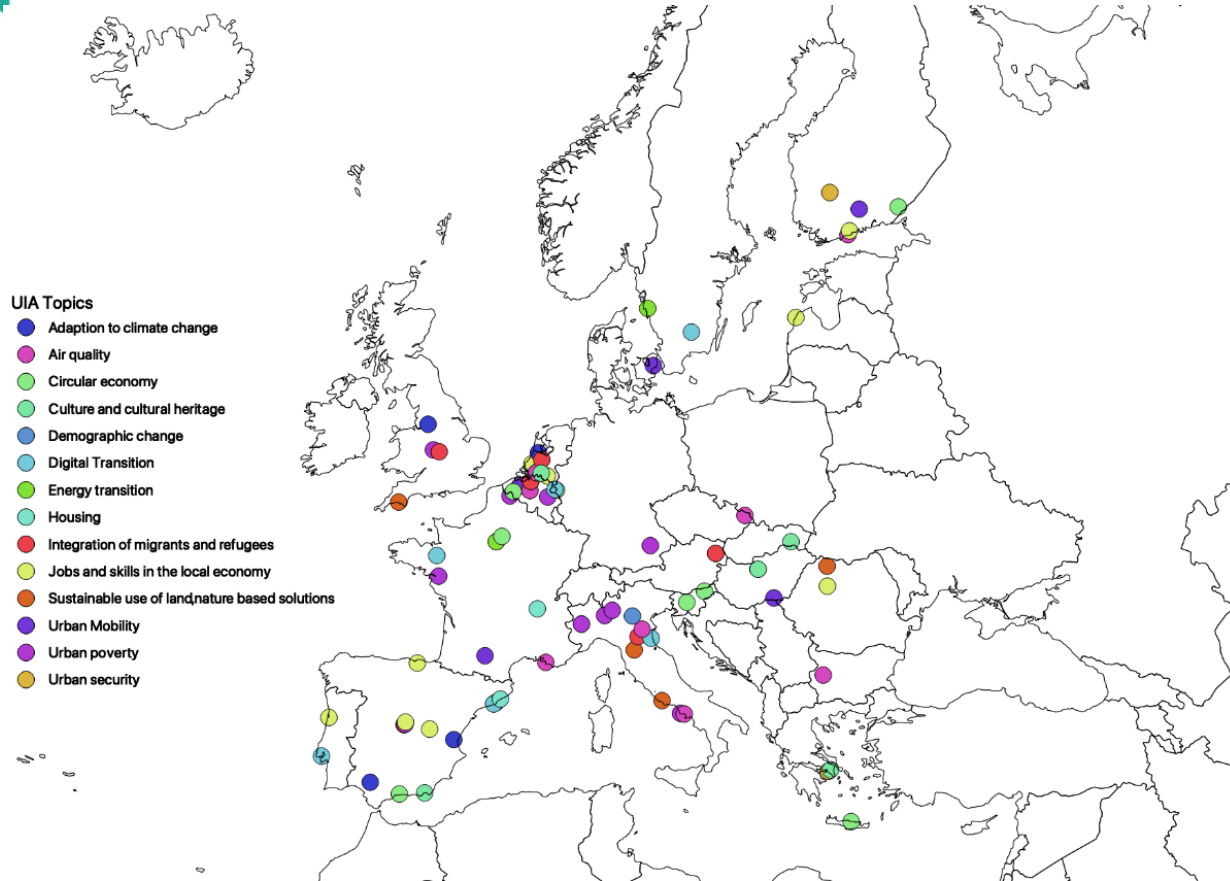 UIA Topics
Adaption to climate change
Air quality
Circular economy
Culture and cultural heritage
Demographic change
Digital Transition
Energy transition
Housing
Integration of migrants and refugees
Jobs and skills in the local economy
Sustainable use of land,nature based solutions
Urban Mobility
Urban poverty
Urban security